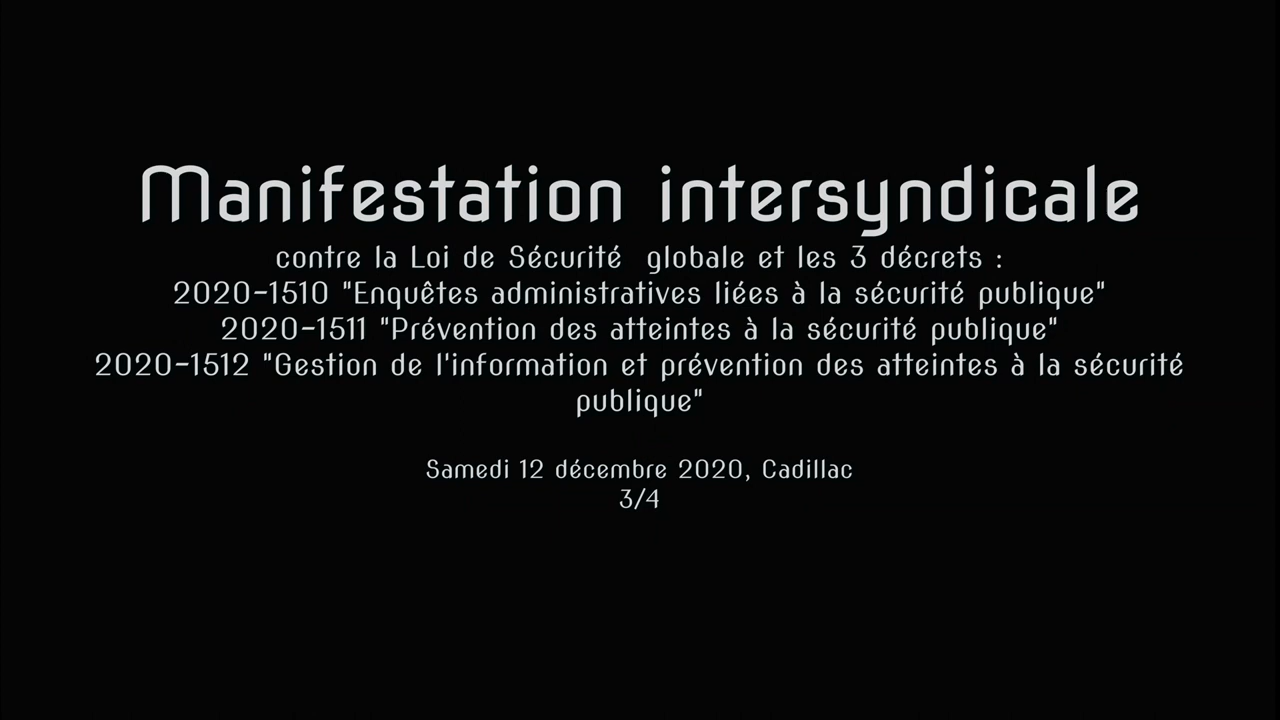 Manifestation intersyndicale
contre la Loi de Sécurité globale et les 3 décrets :
2020-1510 "Enquêtes administratives liées à la sécurité publique"
2020-1511 "Prévention des atteintes à la sécurité publique"
2020-1512 "Gestion de l'information et prévention des atteintes à la sécurité
publique"
Samedi 12 décembre 2020, Cadillac
3/4